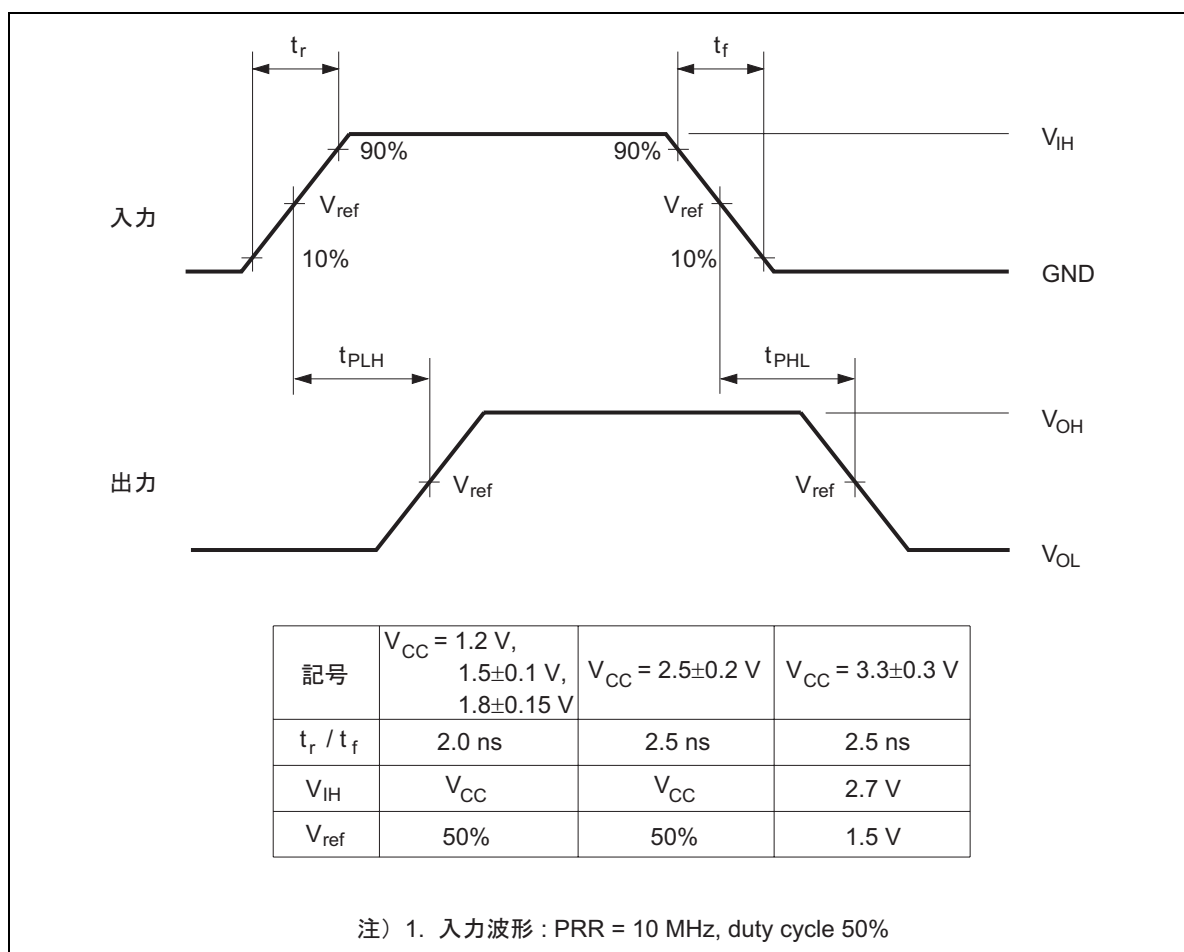 tr
tf
VIH
90%
90%
Vref
Vref
入力
10%
10%
GND
tPLH
tPHL
VOH
出力
Vref
Vref
VOL
記号
VCC = 1.2 V,
1.5±0.1 V,
1.8±0.15 V
VCC = 2.5±0.2 V
VCC = 3.3±0.3 V
tr / tf
2.0 ns
2.5 ns
2.5 ns
VIH
VCC
VCC
2.7 V
Vref
50%
50%
1.5 V
注）1. 入力波形 : PRR = 10 MHz, duty cycle 50%